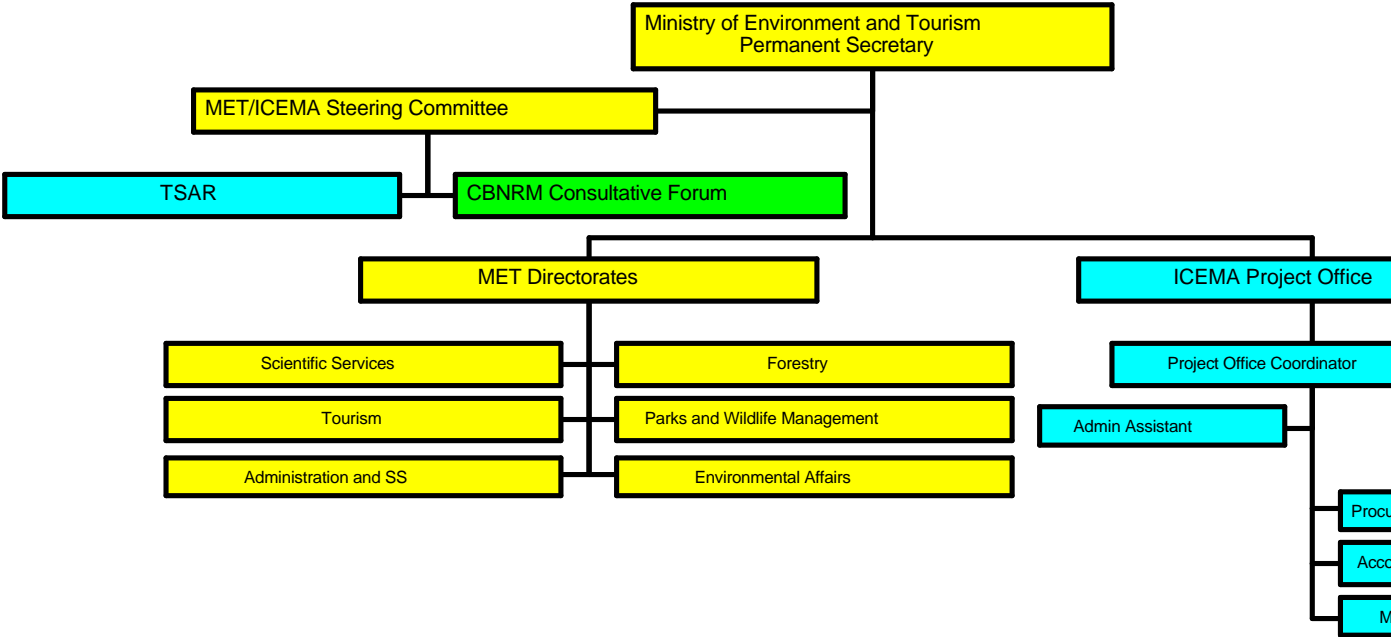 Ministry of Environment and Tourism
Permanent Secretary
MET/ICEMA Steering Committee
TSAR
CBNRM Consultative Forum
MET Directorates
ICEMA Project Office
Scientific Services
Forestry
Project Office Coordinator
Tourism
Parks and Wildlife Management
Admin Assistant
Administration and SS
Environmental Affairs